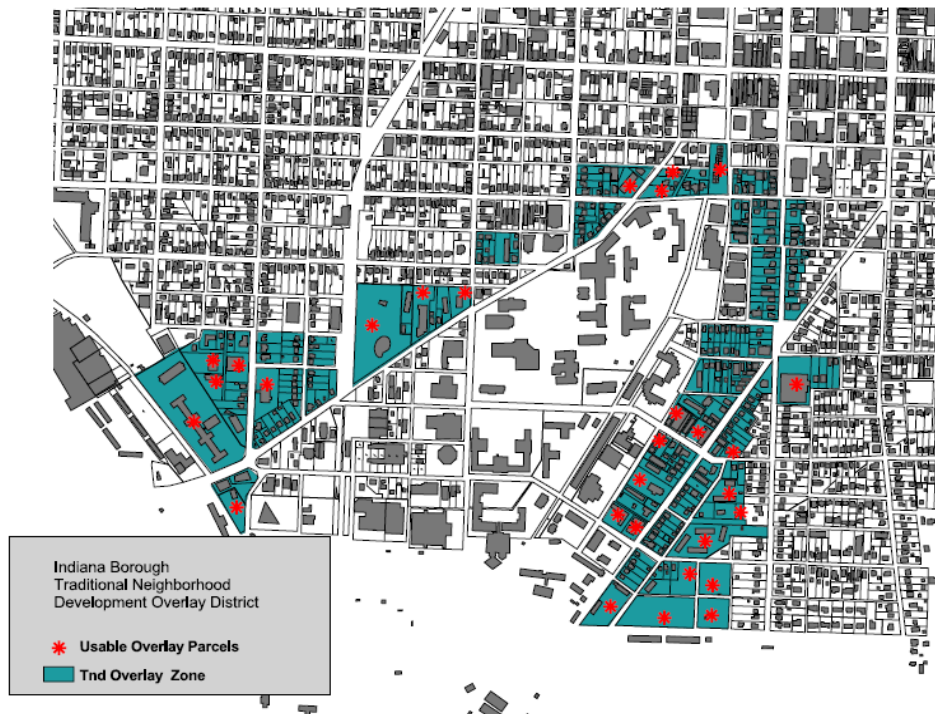 Indiana Borough
Traditional Neighborhood
Development Overlay District
Usable Overlay Parcels
Tnd Overlay Zone